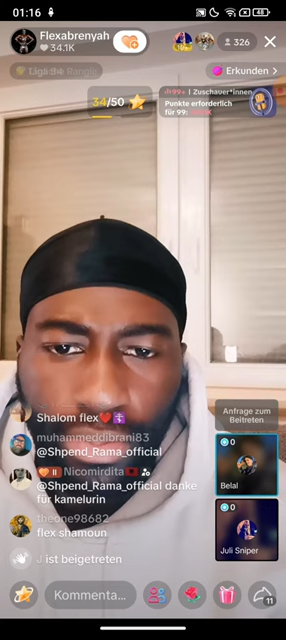 01:16
48
Flexabrenyah
34.1K
326
Erkunden >
34/50
Zuschauer*innen
Punkte erforderlich
für 99:
Shalom flex❤️✝️
muhammeddibrani83
@Shpend_Rama_official
Nicomirdita
@Shpend_Rama_official danke
für kamelurin
theone98682
flex shamoun
J ist beigetreten
Anfrage zum
Beitreten
0
Belal
0
Juli Sniper
Kommenta...
11